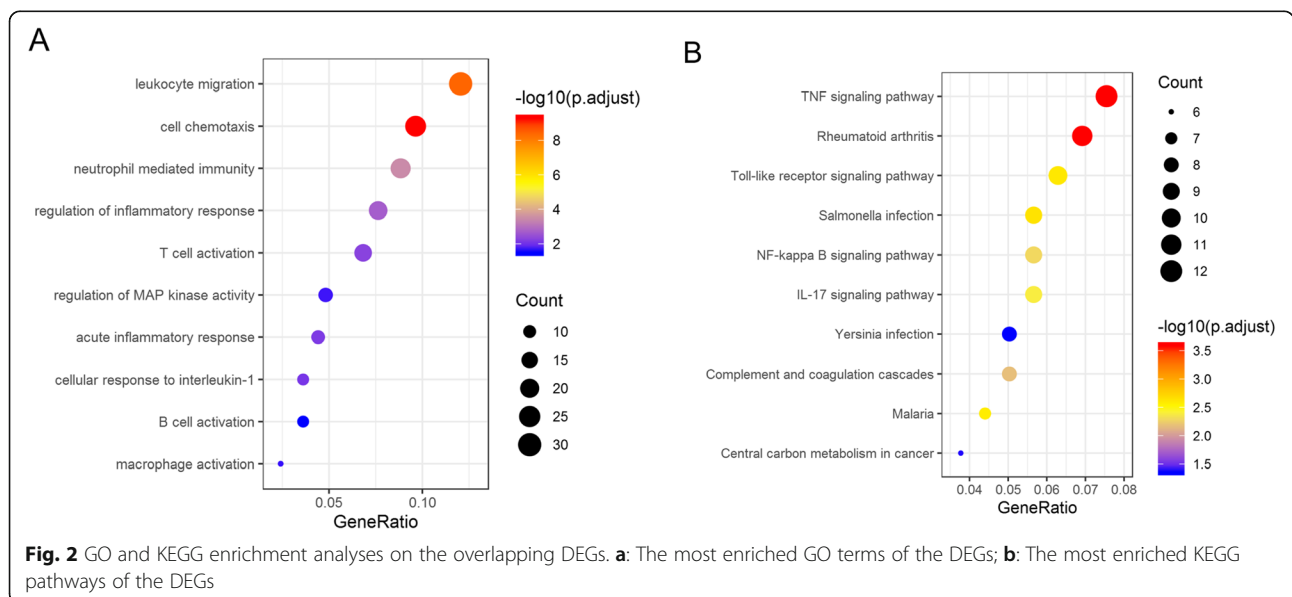 A
leukocyte migration
cell chemotaxis
neutrophil mediated immunity
regulation of inflammatory response
T cell activation
regulation of MAP kinase activity
acute inflammatory response
cellular response to interleukin-1
B cell activation
macrophage activation
0.05 0.10
GeneRatio
-log10(p.adjust)
8
6
4
2
Count
10
15
20
25
30
B
TNF signaling pathway
Rheumatoid arthritis
Toll-like receptor signaling pathway
Salmonella infection
NF-kappa B signaling pathway
IL-17 signaling pathway
Yersinia infection
Complement and coagulation cascades
Malaria
Central carbon metabolism in cancer
0.04 0.05 0.06 0.07 0.08
GeneRatio
Count
6
7
8
9
10
11
12
-log10(p.adjust)
3.5
3.0
2.5
2.0
1.5
Fig. 2 GO and KEGG enrichment analyses on the overlapping DEGs. a: The most enriched GO terms of the DEGs; b: The most enriched KEGG
pathways of the DEGs